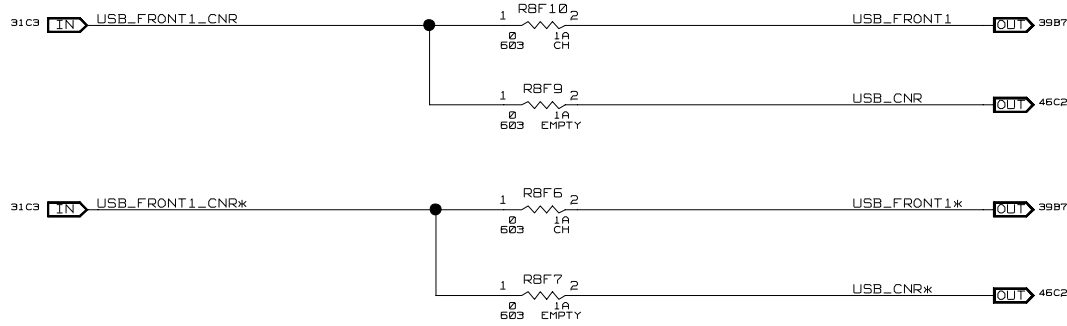 31C3 IN USB_FRONT1_CNR 1 R8F10 2 USB_FRONT1 OUT 39B7
0 1A
603 CH
1 R8F9 2 USB_CNR OUT 46C2
0 1A
603 EMPTY
31C3 IN USB_FRONT1_CNR* 1 R8F6 2 USB_FRONT1* OUT 39B7
0 1A
603 CH
1 R8F7 2 USB_CNR* OUT 46C2
0 1A
603 EMPTY